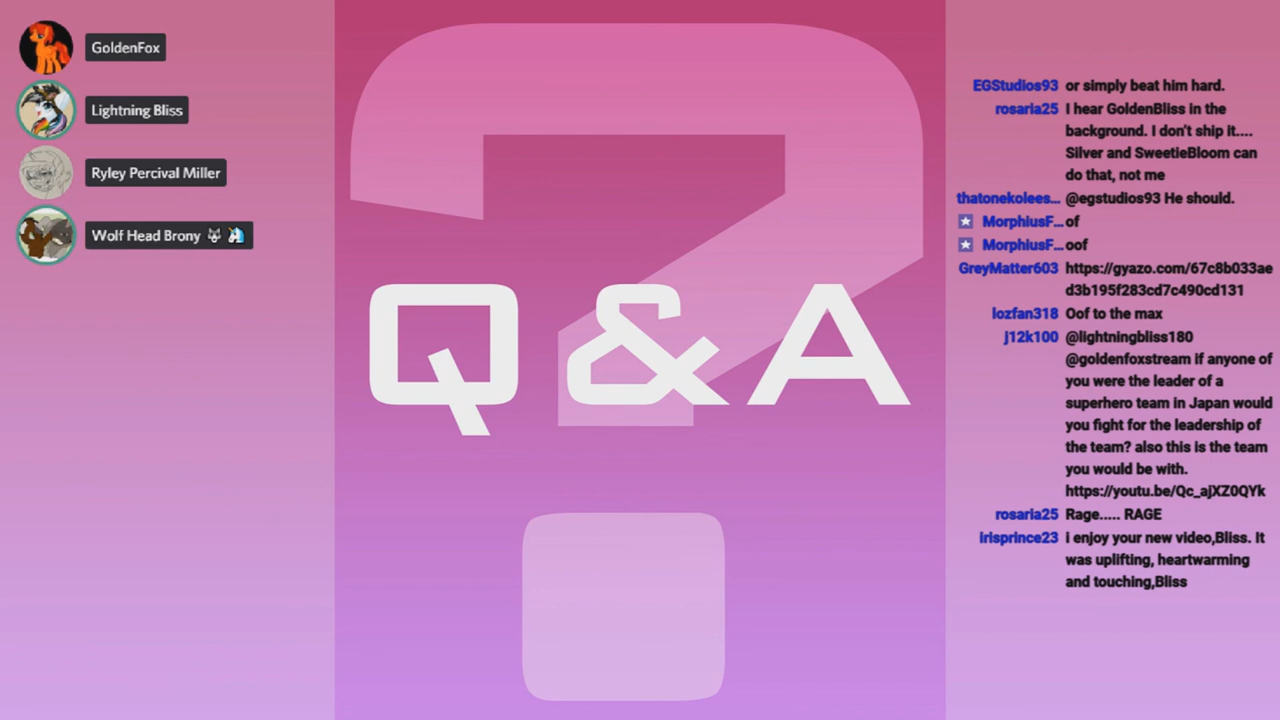 GoldenFox
Lightning Bliss
Ryley Percival Miller
Wolf Head Brony
Q & A
EGStudios93 or simply beat him hard.
rosaria25 I hear GoldenBliss in the
background. I don't ship it....
Silver and SweetieBloom can
do that, not me
thatonekolees... @egstudios93 He should.
MorphiusF... of
MorphiusF... oof
GreyMatter603 https://gyazo.com/67c8b033ae
d3b195f283cd7c490cd131
lozfan318 Oof to the max
j12k100 @lightningbliss180
@goldenfoxstream if anyone of
you were the leader of a
superhero team in Japan would
you fight for the leadership of
the team? also this is the team
you would be with.
https://youtu.be/Qc_ajXZ0QYk
rosaria25 Rage..... RAGE
irisprince23 i enjoy your new video,Bliss. It
was uplifting, heartwarming
and touching,Bliss